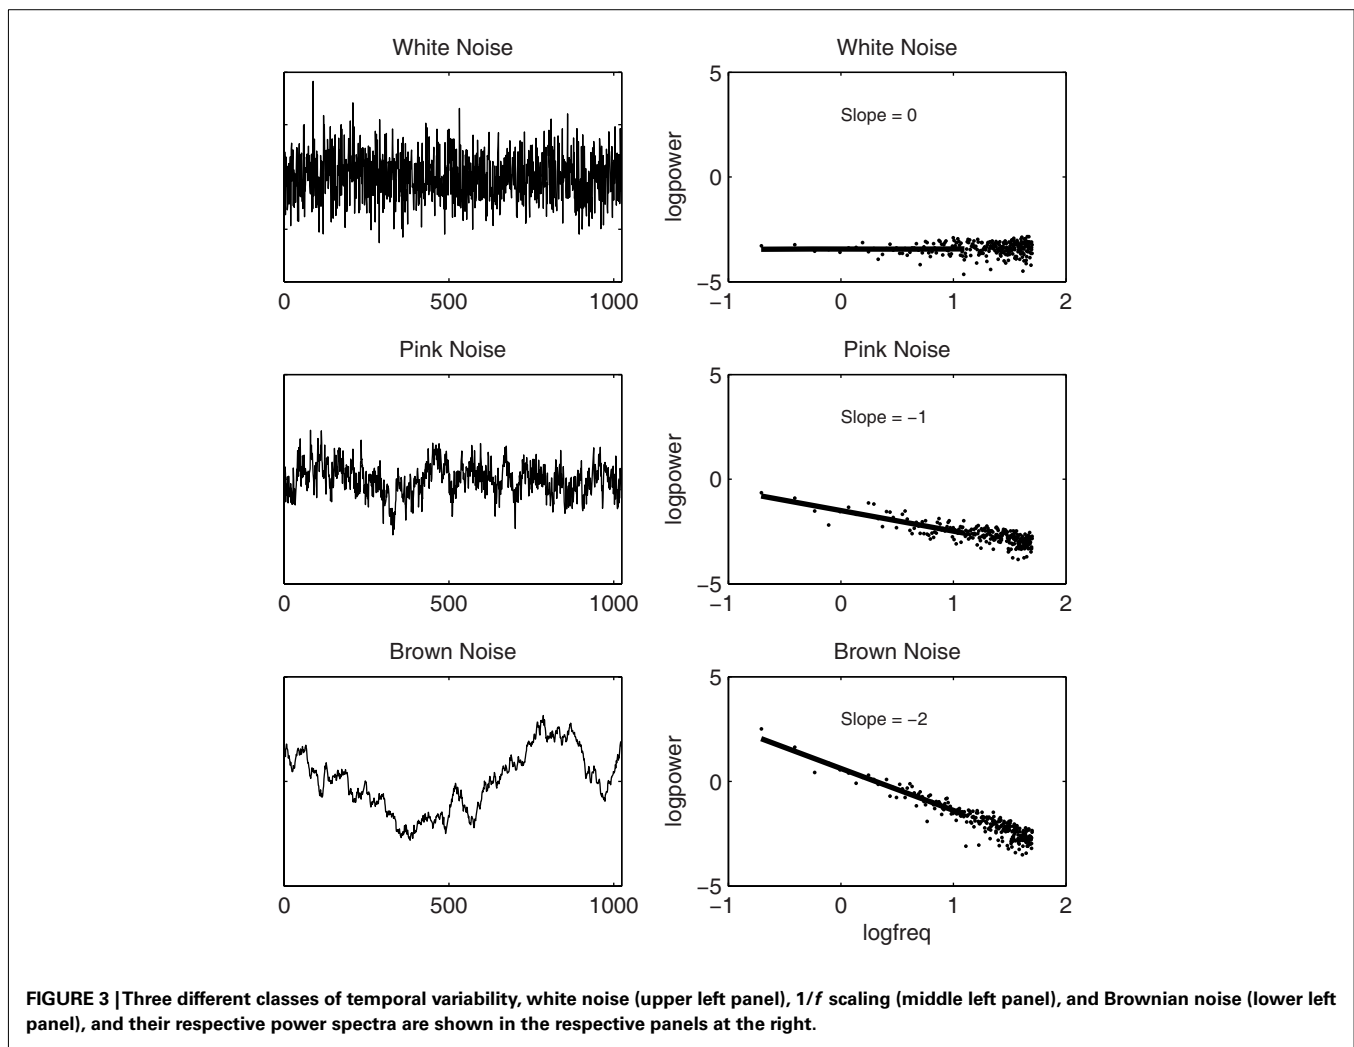 White Noise
0
500
1000
White Noise
Slope = 0
logpower
5
0
−5
−1
0
1
2
Pink Noise
0
500
1000
Pink Noise
Slope = −1
logpower
5
0
−5
−1
0
1
2
Brown Noise
0
500
1000
Brown Noise
Slope = −2
logpower
5
0
−5
−1
0
1
2
logfreq
FIGURE 3 | Three different classes of temporal variability, white noise (upper left panel), 1/f scaling (middle left panel), and Brownian noise (lower left
panel), and their respective power spectra are shown in the respective panels at the right.